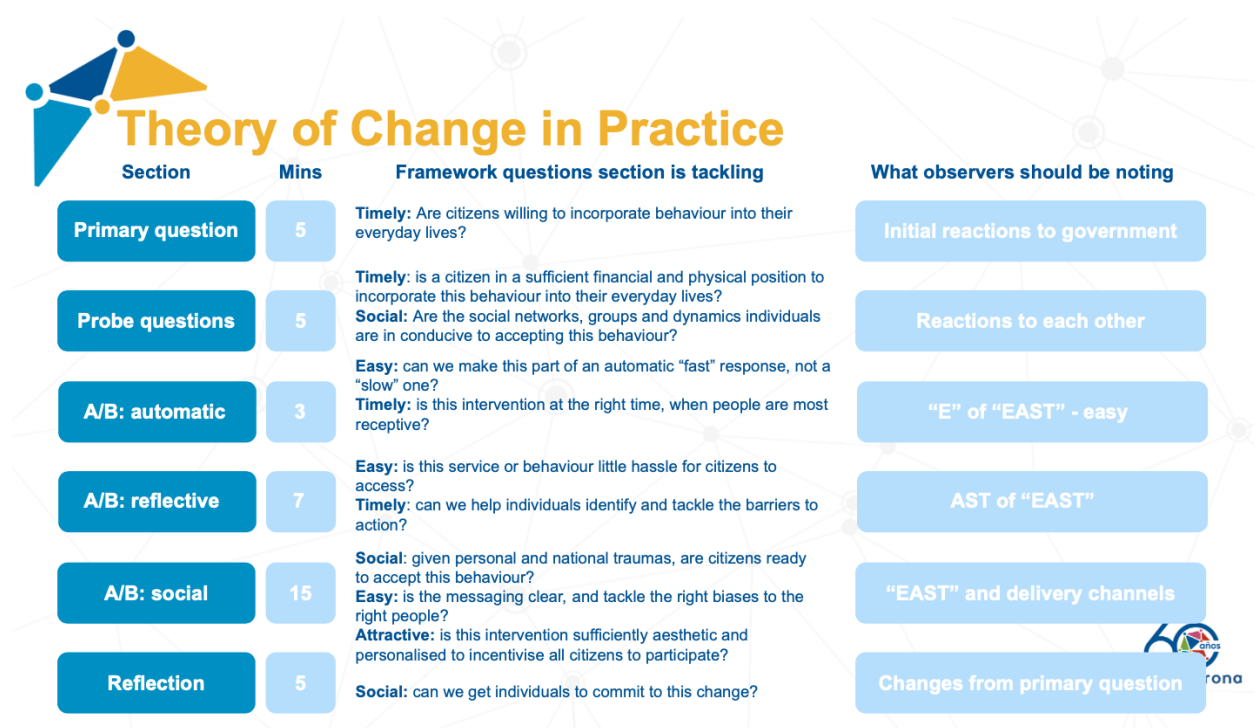 Theory of Change in Practice
Section
Mins
Framework questions section is tackling
What observers should be noting
Primary question
5
Timely: Are citizens willing to incorporate behaviour into their
everyday lives?
Initial reactions to government
Probe questions
5
Timely: is a citizen in a sufficient financial and physical position to
incorporate this behaviour into their everyday lives?
Social: Are the social networks, groups and dynamics individuals
are in conducive to accepting this behaviour?
Reactions to each other
A/B: automatic
3
Easy: can we make this part of an automatic “fast” response, not a
“slow” one?
Timely: is this intervention at the right time, when people are most
receptive?
“E” of “EAST” - easy
A/B: reflective
7
Easy: is this service or behaviour little hassle for citizens to
access?
Timely: can we help individuals identify and tackle the barriers to
action?
AST of “EAST”
A/B: social
15
Social: given personal and national traumas, are citizens ready
to accept this behaviour?
Easy: is the messaging clear, and tackle the right biases to the
right people?
Attractive: is this intervention sufficiently aesthetic and
personalised to incentivise all citizens to participate?
“EAST” and delivery channels
Reflection
5
Social: can we get individuals to commit to this change?
Changes from primary question
60
años
rona